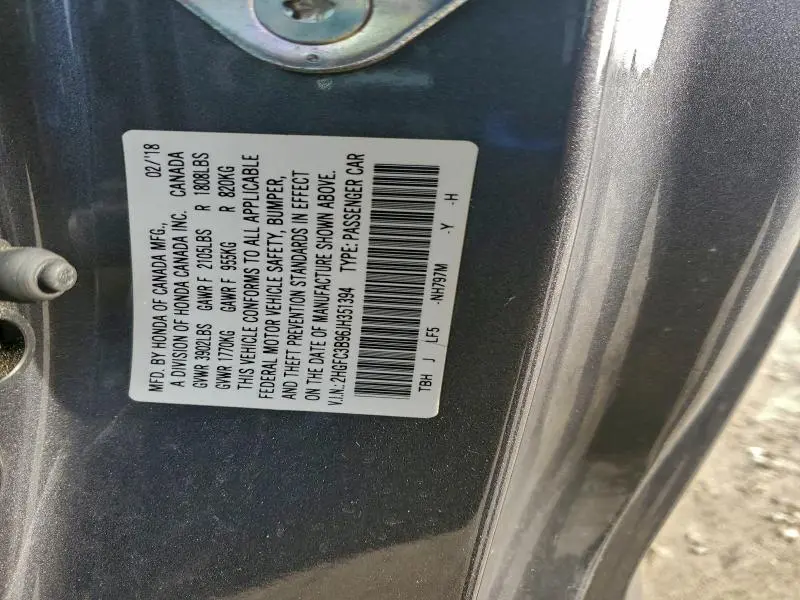 MFD. BY HONDA OF CANADA MFG., 02/'18
A DIVISION OF HONDA CANADA INC. CANADA
GVWR 3902LBS GAWR F 2105LBS R 1808LBS
GVWR 1770KG GAWR F 955KG R 820KG
THIS VEHICLE CONFORMS TO ALL APPLICABLE
FEDERAL MOTOR VEHICLE SAFETY, BUMPER,
AND THEFT PREVENTION STANDARDS IN EFFECT
ON THE DATE OF MANUFACTURE SHOWN ABOVE.
V.I.N.: 2HGFC3B96JH351394 TYPE: PASSENGER CAR
TBH J LF5 -NH797M -Y -H